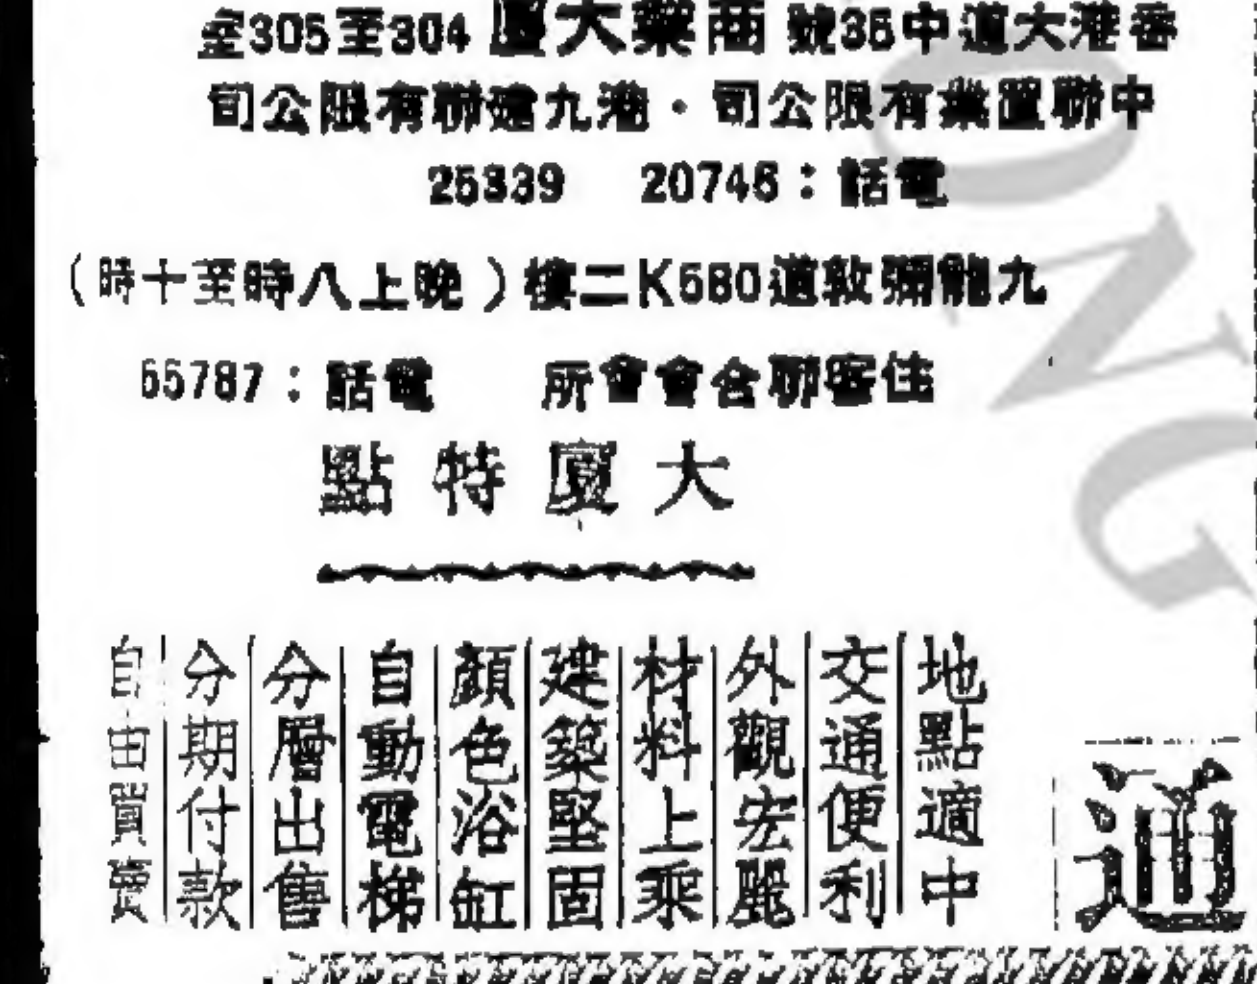 香港大道中35號商業大廈304至305室
中聯置業有限公司・港九建聯有限公司
電話：20746 25339
九龍彌敦道580K二樓（晚上八時至十時）
住客聯合會會所 電話：55787
大廈特點
地點適中
交通便利
外觀宏麗
材料上乘
建築堅固
顏色浴缸
自動電梯
分層出售
分期付款
自由買賣
通
ONG